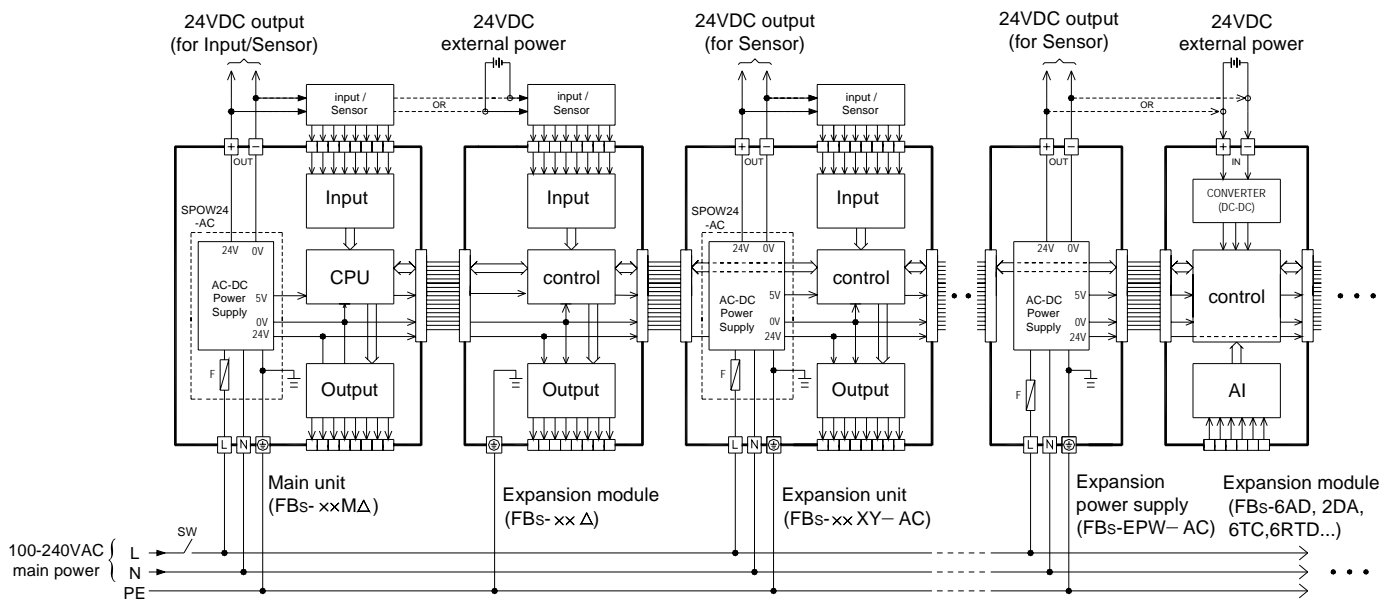 24VDC output
(for Input/Sensor)
24VDC
external power
24VDC output
(for Sensor)
24VDC output
(for Sensor)
24VDC
external power
input /
Sensor
OR
input /
Sensor
input /
Sensor
OR
+
−
OUT
+
−
OUT
+
−
OUT
+
−
IN
Input
Input
Input
CONVERTER
(DC-DC)
SPOW24
-AC
24V
0V
AC-DC
Power
Supply
5V
0V
24V
CPU
control
SPOW24
-AC
24V
0V
AC-DC
Power
Supply
5V
0V
24V
control
24V
0V
AC-DC
Power
Supply
5V
0V
24V
control
F
Output
Output
F
Output
F
AI
L
N
L
N
L
N
Main unit
(FBs- ××MΔ)
Expansion module
(FBs- ×× Δ)
Expansion unit
(FBs-×× XY− AC)
Expansion
power supply
(FBs-EPW− AC)
Expansion module
(FBs-6AD, 2DA,
6TC,6RTD...)
100-240VAC
main power
SW
L
N
PE